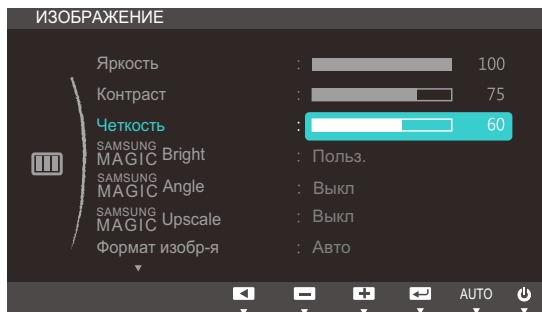 ИЗОБРАЖЕНИЕ
Яркость : 100
Контраст : 75
Четкость : 60
SAMSUNG MAGIC Bright : Польз.
SAMSUNG MAGIC Angle : Выкл
SAMSUNG MAGIC Upscale : Выкл
Формат изобр-я : Авто
AUTO